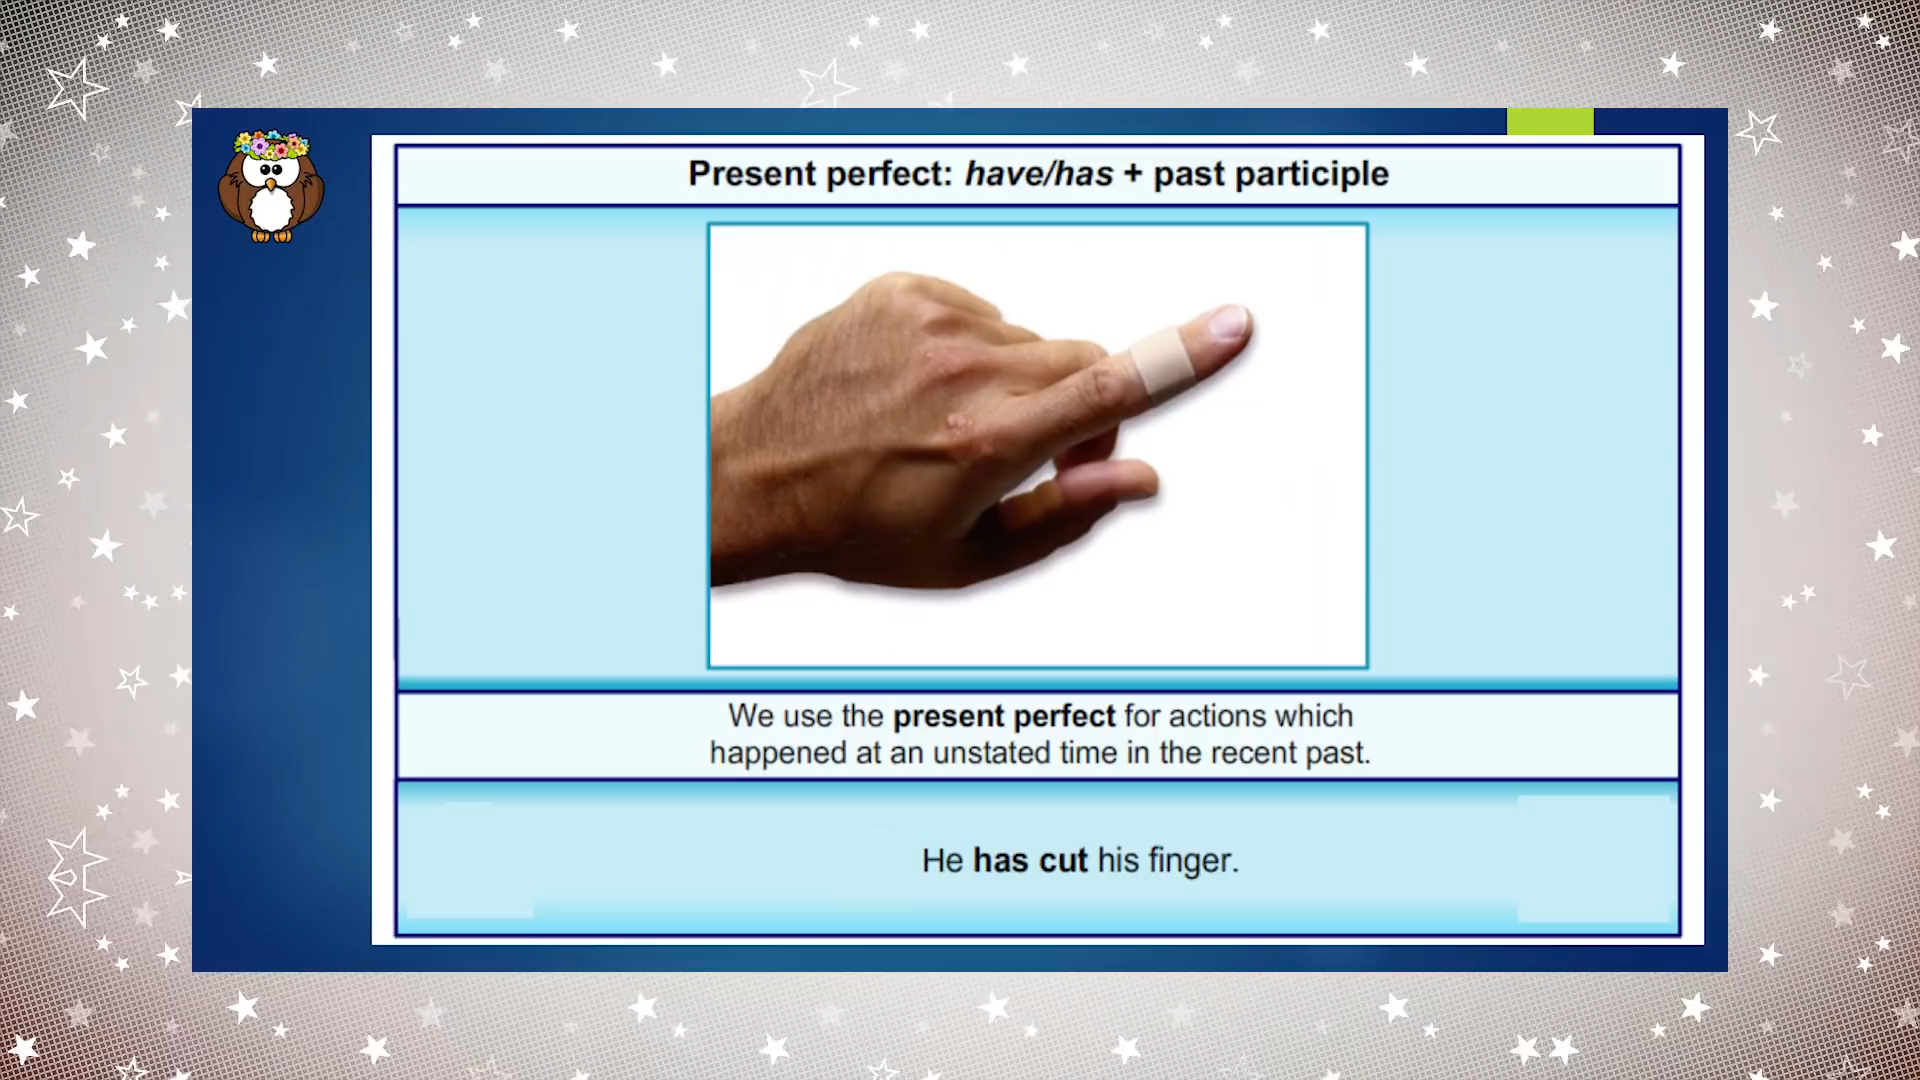 Present perfect: have/has + past participle
We use the present perfect for actions which
happened at an unstated time in the recent past.
He has cut his finger.